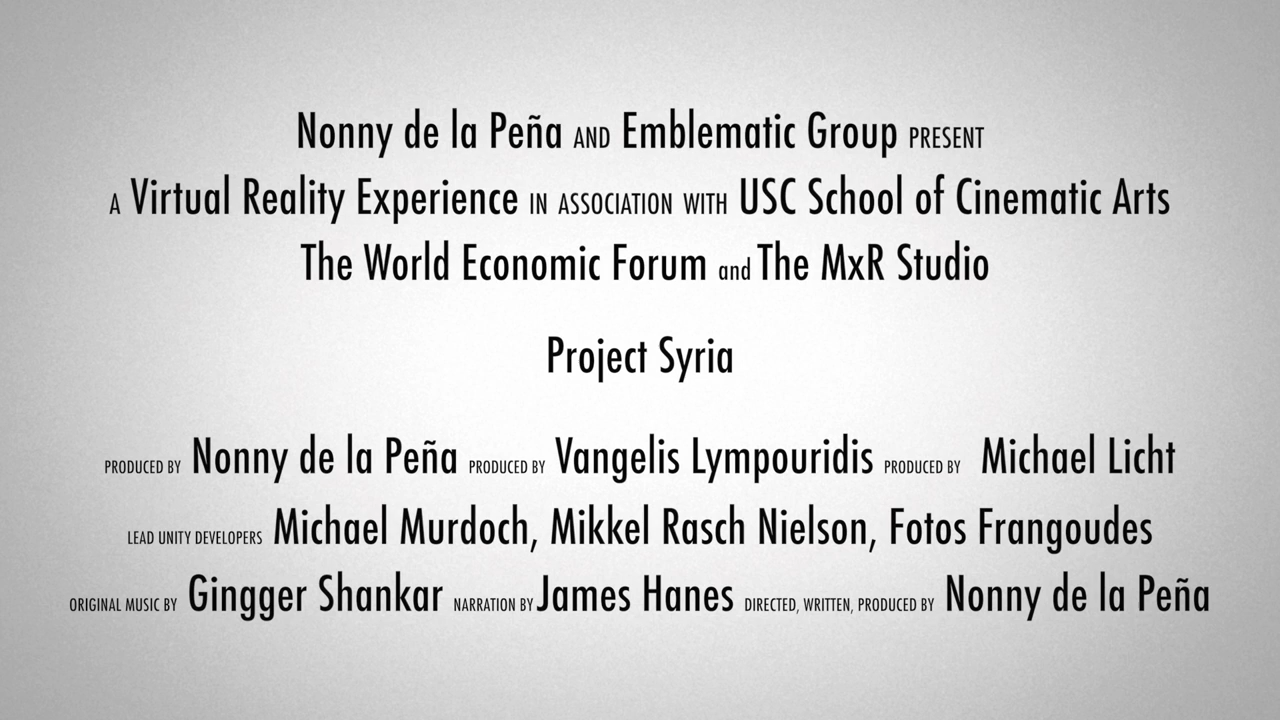 Nonny de la Peña AND Emblematic Group PRESENT
A Virtual Reality Experience IN ASSOCIATION WITH USC School of Cinematic Arts
The World Economic Forum and The MxR Studio
Project Syria
PRODUCED BY Nonny de la Peña PRODUCED BY Vangelis Lympouridis PRODUCED BY Michael Licht
LEAD UNITY DEVELOPERS Michael Murdoch, Mikkel Rasch Nielson, Fotos Frangoudes
ORIGINAL MUSIC BY Gingger Shankar NARRATION BY James Hanes DIRECTED, WRITTEN, PRODUCED BY Nonny de la Peña